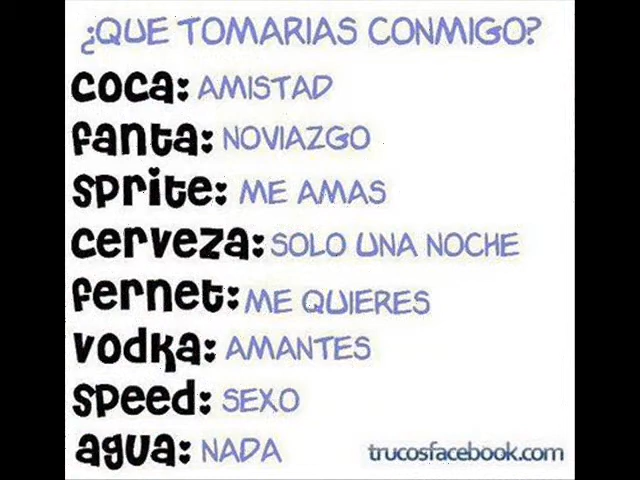 ¿QUE TOMARIAS CONMIGO?
coca: AMISTAD
fanta: NOVIAZGO
sprite: ME AMAS
cerveza: SOLO UNA NOCHE
fernet: ME QUIERES
vodka: AMANTES
speed: SEXO
agua: NADA
trucosfacebook.com